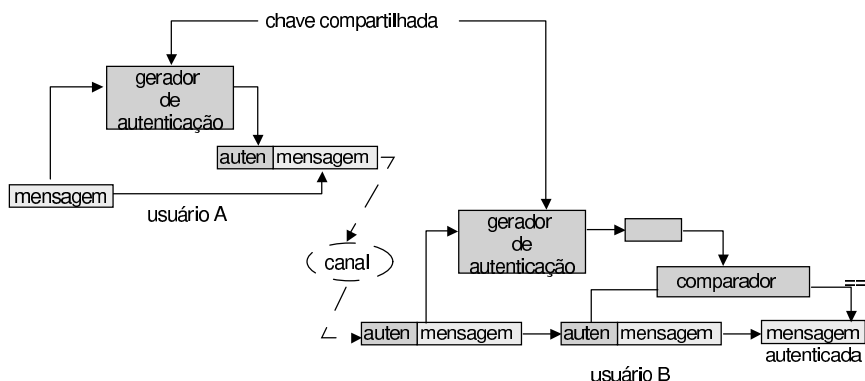 chave compartilhada
gerador
de
autenticação
auten mensagem
mensagem
usuário A
canal
gerador
de
autenticação
comparador
==
auten mensagem
auten mensagem
mensagem
autenticada
usuário B